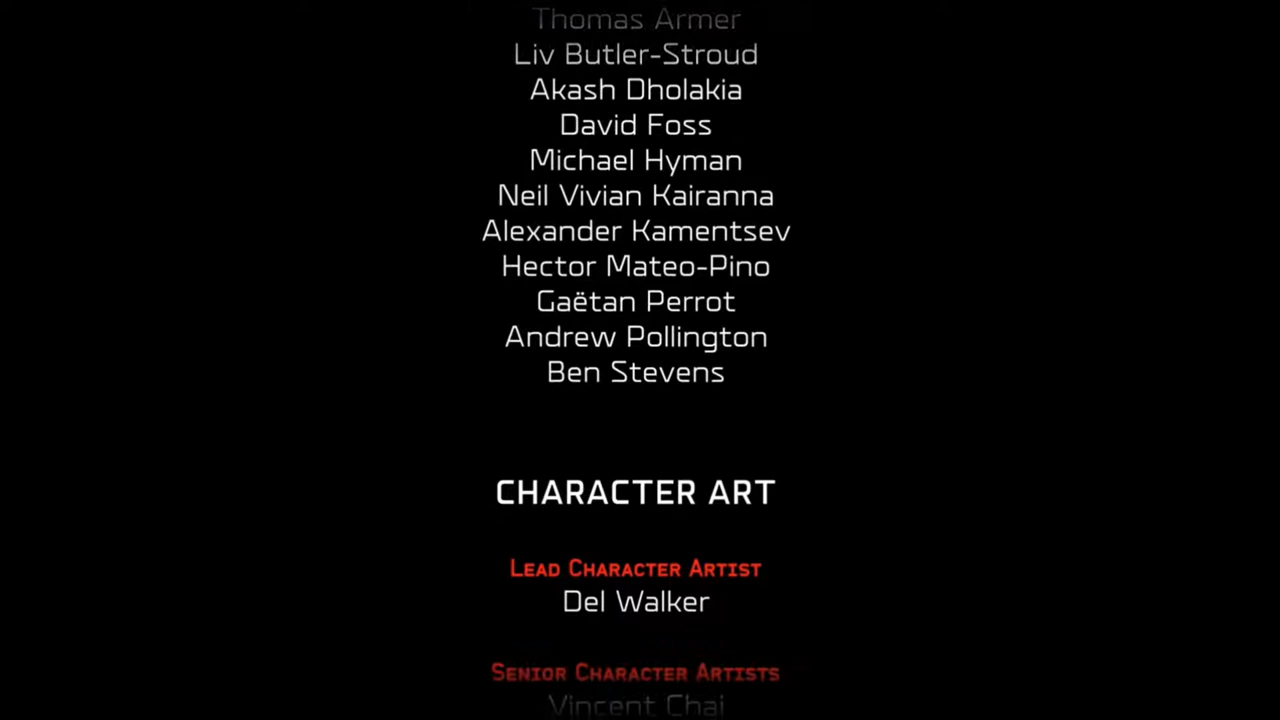 Thomas Armer
Liv Butler-Stroud
Akash Dholakia
David Foss
Michael Hyman
Neil Vivian Kairanna
Alexander Kamentsev
Hector Mateo-Pino
Gaëtan Perrot
Andrew Pollington
Ben Stevens
CHARACTER ART
LEAD CHARACTER ARTIST
Del Walker
SENIOR CHARACTER ARTISTS
Vincent Chai